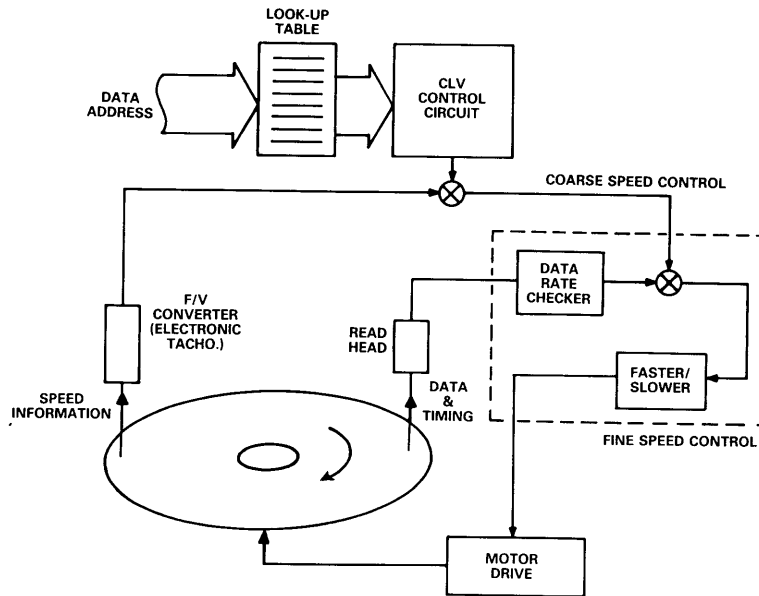 LOOK-UP
TABLE
DATA
ADDRESS
CLV
CONTROL
CIRCUIT
COARSE SPEED CONTROL
F/V
CONVERTER
(ELECTRONIC
TACHO.)
READ
HEAD
DATA
RATE
CHECKER
SPEED
INFORMATION
DATA
&
TIMING
FASTER/
SLOWER
FINE SPEED CONTROL
MOTOR
DRIVE